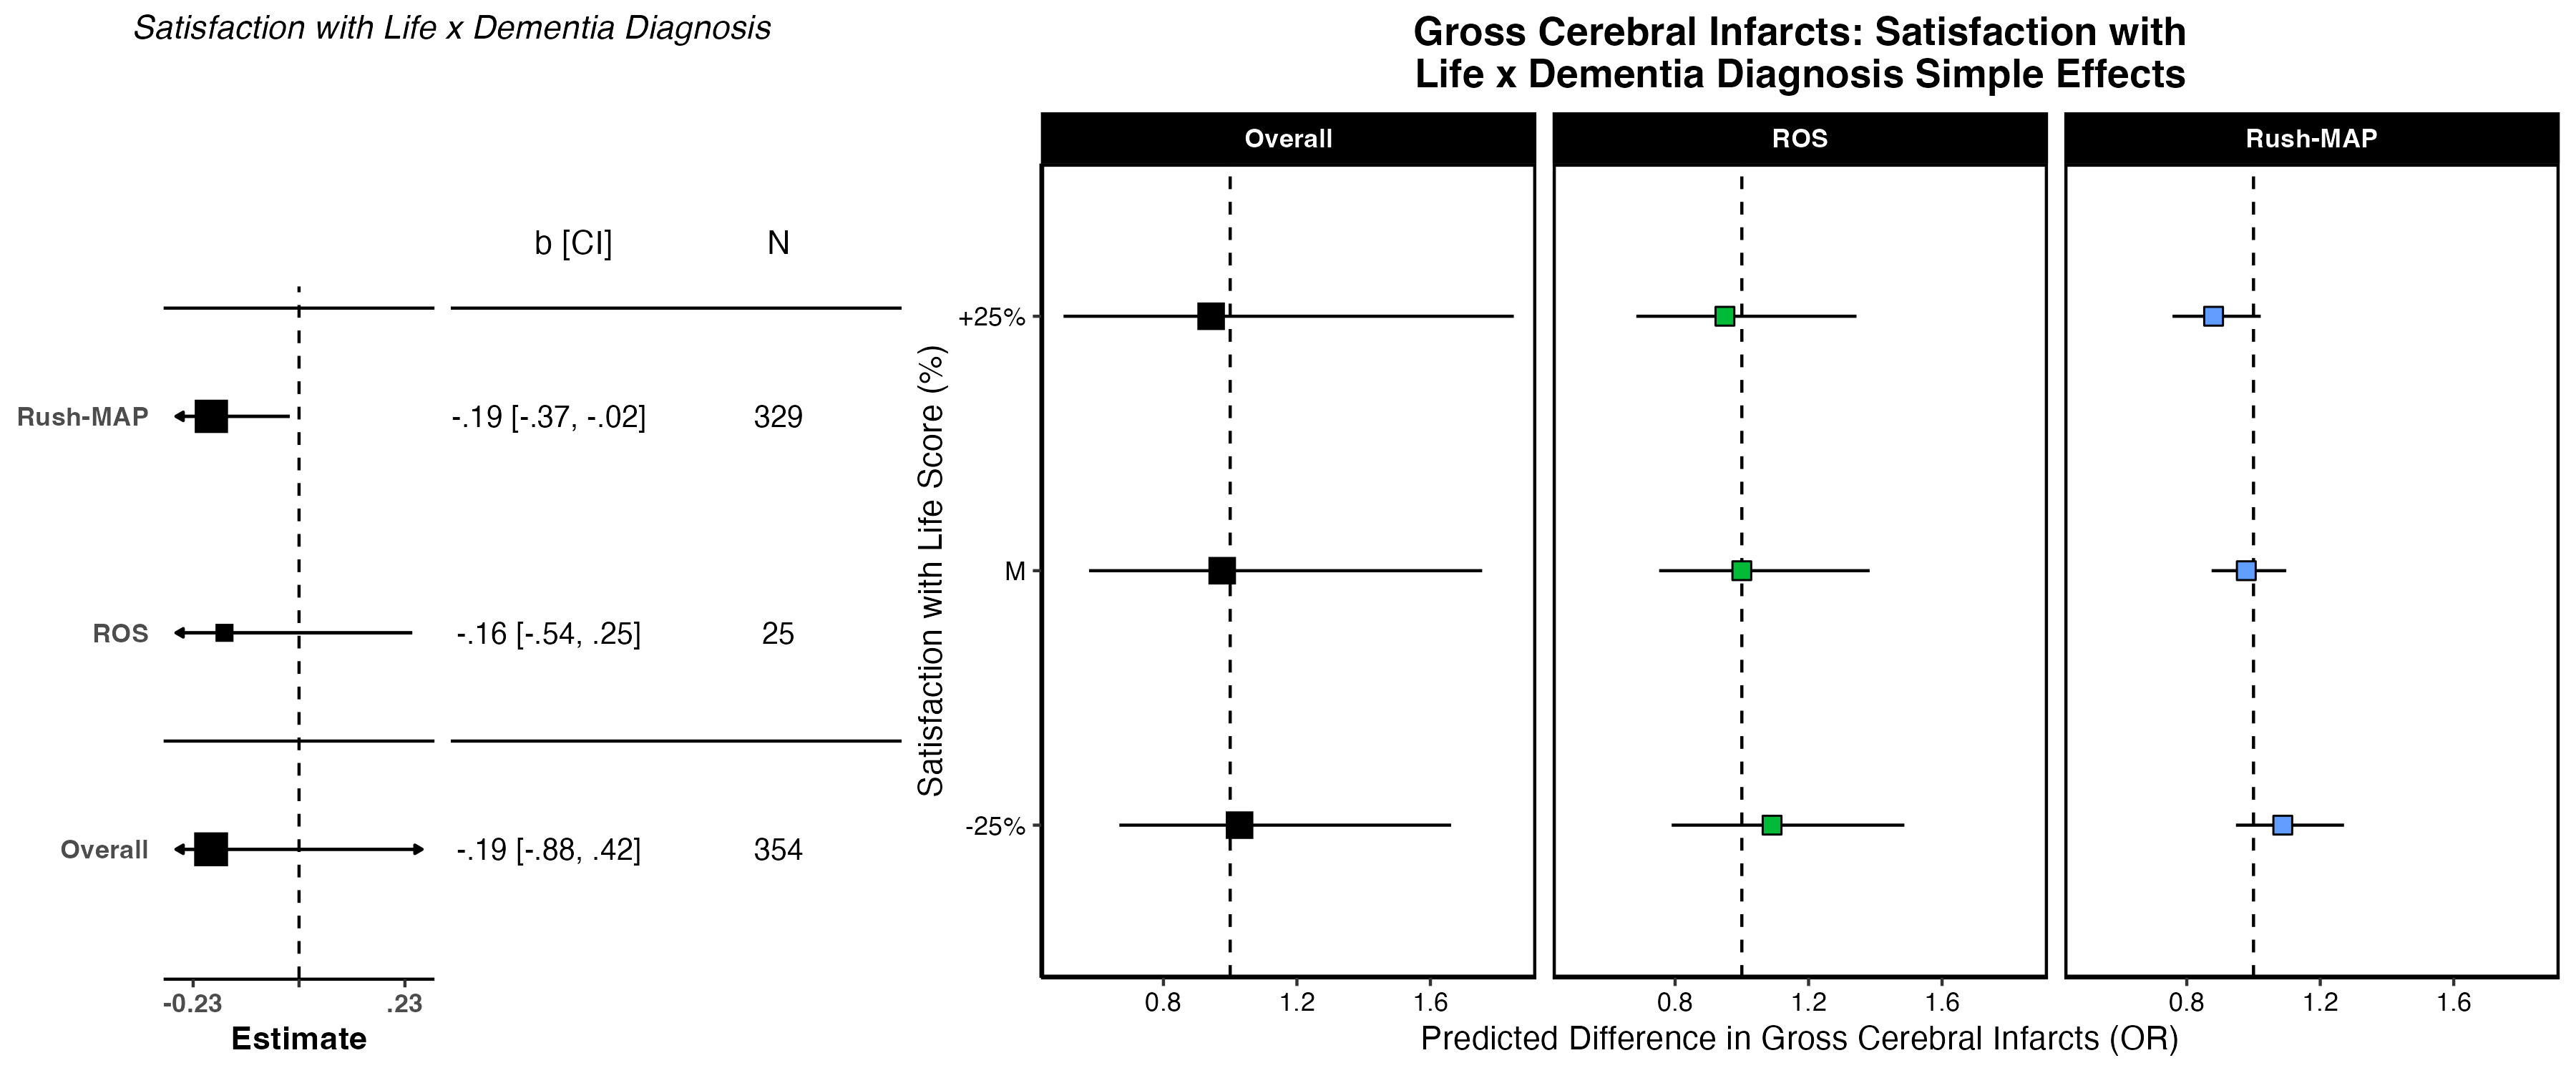 Satisfaction with Life x Dementia Diagnosis
b [CI] N
Rush-MAP -.19 [-.37, -.02] 329
ROS -.16 [-.54, .25] 25
Overall -.19 [-.88, .42] 354
-0.23 .23
Estimate
Gross Cerebral Infarcts: Satisfaction with
Life x Dementia Diagnosis Simple Effects
Overall ROS Rush-MAP
Satisfaction with Life Score (%)
+25%
M
-25%
0.8 1.2 1.6 0.8 1.2 1.6 0.8 1.2 1.6
Predicted Difference in Gross Cerebral Infarcts (OR)